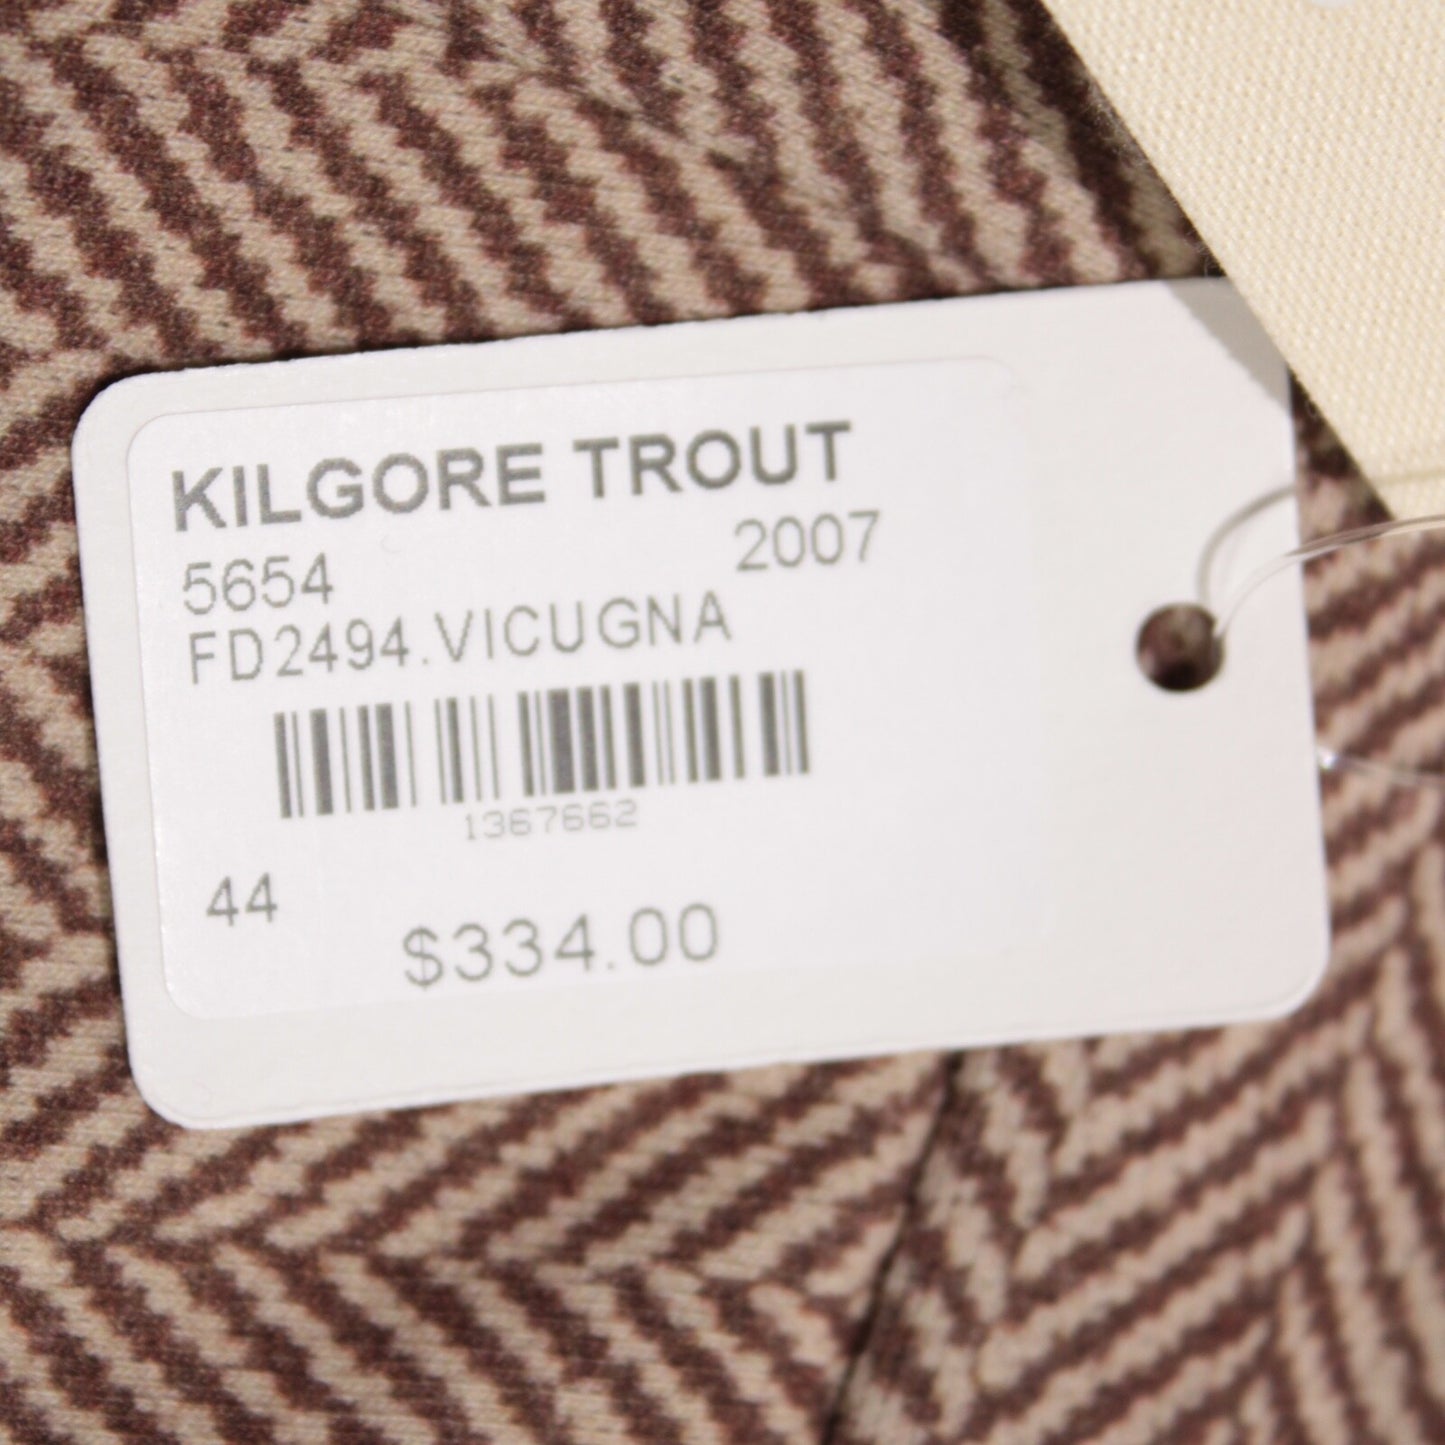 KILGORE TROUT
5654 2007
FD2494.VICUGNA
1367662
44
$334.00